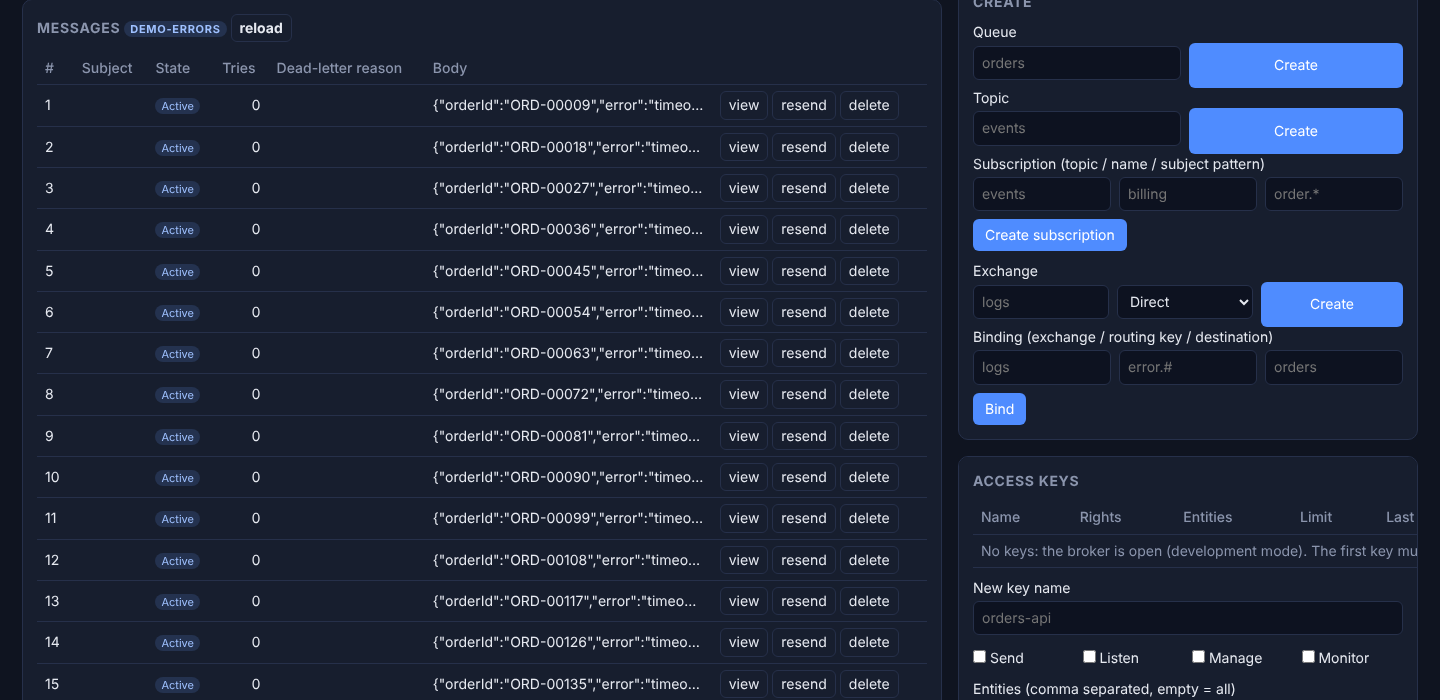 MESSAGES DEMO-ERRORS reload
# Subject State Tries Dead-letter reason Body
1 Active 0 {"orderId":"ORD-00009","error":"timeo... view resend delete
2 Active 0 {"orderId":"ORD-00018","error":"timeo... view resend delete
3 Active 0 {"orderId":"ORD-00027","error":"timeo... view resend delete
4 Active 0 {"orderId":"ORD-00036","error":"timeo... view resend delete
5 Active 0 {"orderId":"ORD-00045","error":"timeo... view resend delete
6 Active 0 {"orderId":"ORD-00054","error":"timeo... view resend delete
7 Active 0 {"orderId":"ORD-00063","error":"timeo... view resend delete
8 Active 0 {"orderId":"ORD-00072","error":"timeo... view resend delete
9 Active 0 {"orderId":"ORD-00081","error":"timeo... view resend delete
10 Active 0 {"orderId":"ORD-00090","error":"timeo... view resend delete
11 Active 0 {"orderId":"ORD-00099","error":"timeo... view resend delete
12 Active 0 {"orderId":"ORD-00108","error":"timeo... view resend delete
13 Active 0 {"orderId":"ORD-00117","error":"timeo... view resend delete
14 Active 0 {"orderId":"ORD-00126","error":"timeo... view resend delete
15 Active 0 {"orderId":"ORD-00135","error":"timeo... view resend delete
CREATE
Queue
orders Create
Topic
events Create
Subscription (topic / name / subject pattern)
events billing order.*
Create subscription
Exchange
logs Direct Create
Binding (exchange / routing key / destination)
logs error.# orders
Bind
ACCESS KEYS
Name Rights Entities Limit Last
No keys: the broker is open (development mode). The first key mu
New key name
orders-api
Send Listen Manage Monitor
Entities (comma separated, empty = all)